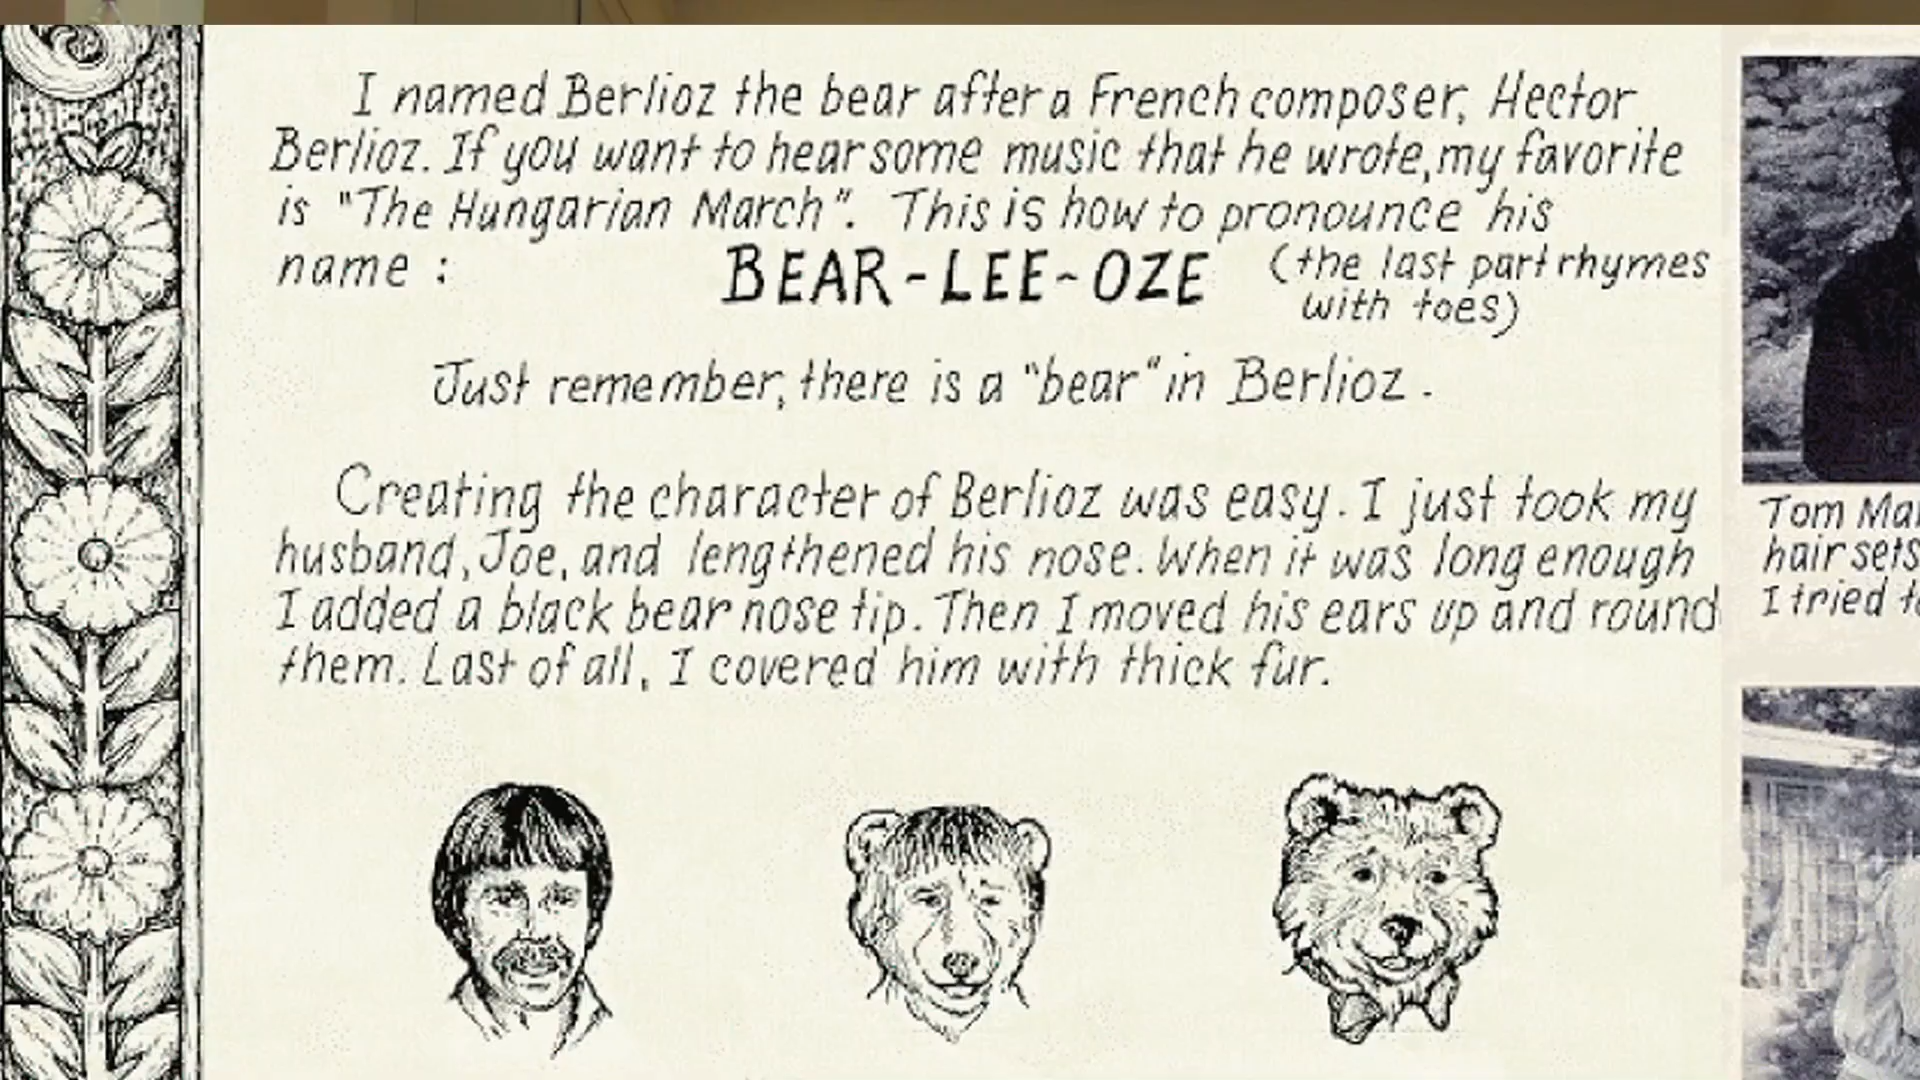 I named Berlioz the bear after a French composer, Hector
Berlioz. If you want to hear some music that he wrote, my favorite
is "The Hungarian March". This is how to pronounce his
name : BEAR-LEE-OZE (the last part rhymes
with toes)
Just remember, there is a "bear" in Berlioz.
Creating the character of Berlioz was easy. I just took my
husband, Joe, and lengthened his nose. When it was long enough
I added a black bear nose tip. Then I moved his ears up and round
them. Last of all, I covered him with thick fur.
Tom
hair sets
I tried